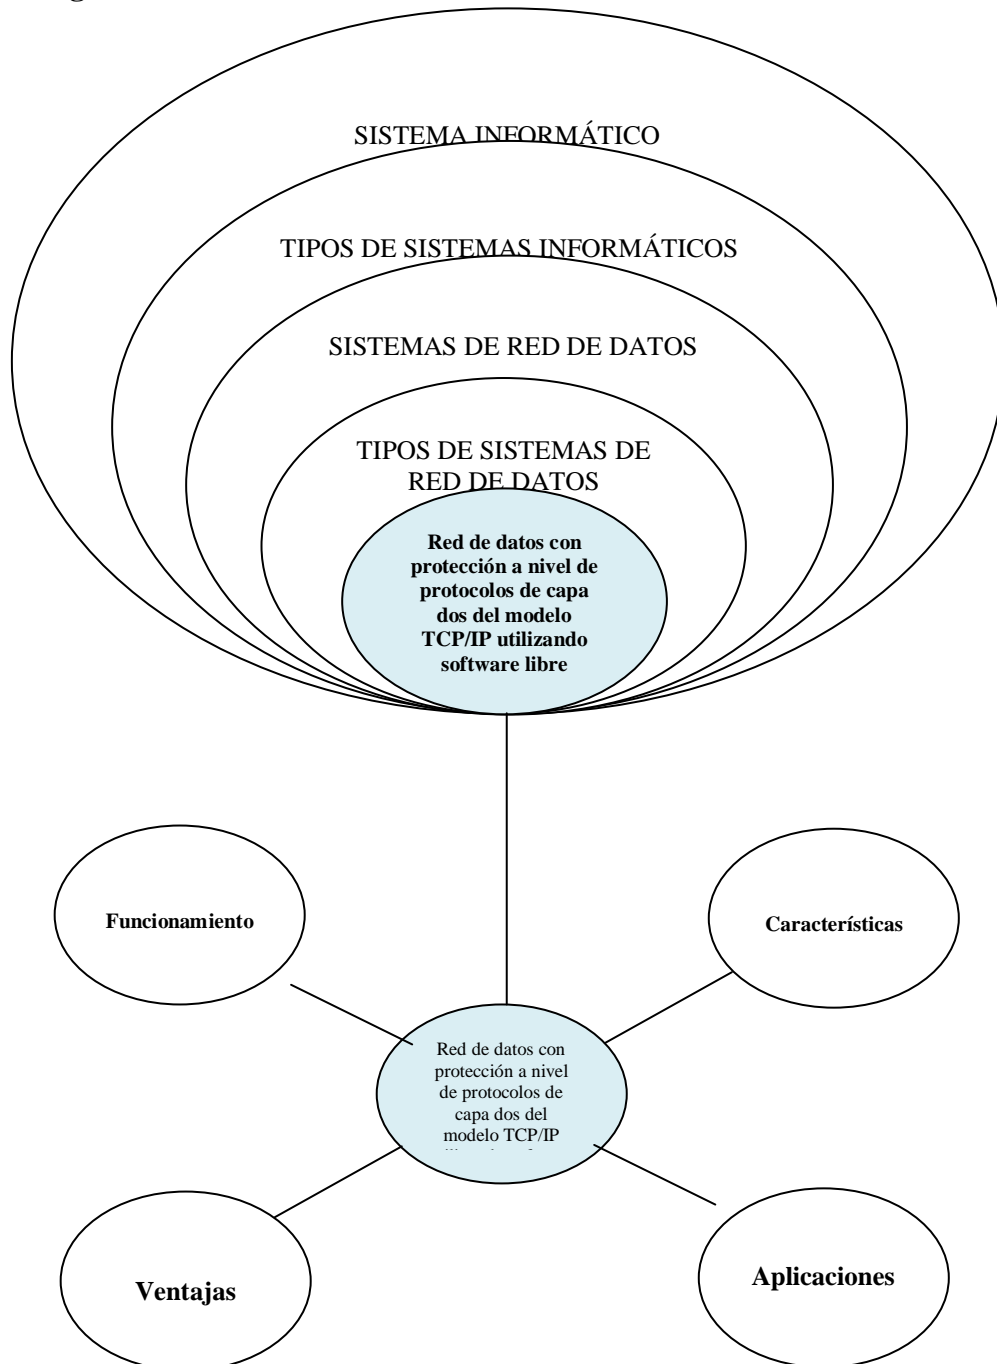 SISTEMA INFORMÁTICO
TIPOS DE SISTEMAS INFORMÁTICOS
SISTEMAS DE RED DE DATOS
TIPOS DE SISTEMAS DE
RED DE DATOS
Red de datos con
protección a nivel de
protocolos de capa
dos del modelo
TCP/IP utilizando
software libre
Funcionamiento
Características
Red de datos con
protección a nivel
de protocolos de
capa dos del
modelo TCP/IP
Ventajas
Aplicaciones